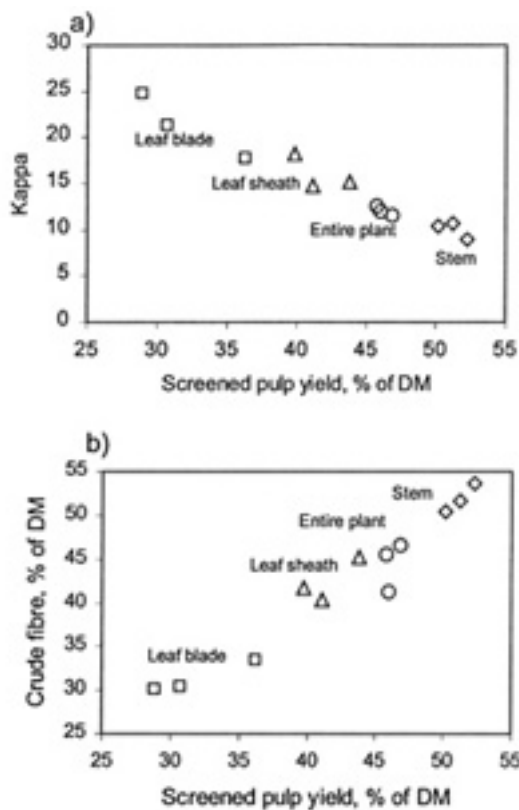 a)
30
25
20
15
10
5
0
Kappa
Leaf blade
Leaf sheath
Entire plant
Stem
25 30 35 40 45 50 55
Screened pulp yield, % of DM
b)
55
50
45
40
35
30
25
Crude fibre, % of DM
Stem
Entire plant
Leaf sheath
Leaf blade
25 30 35 40 45 50 55
Screened pulp yield, % of DM